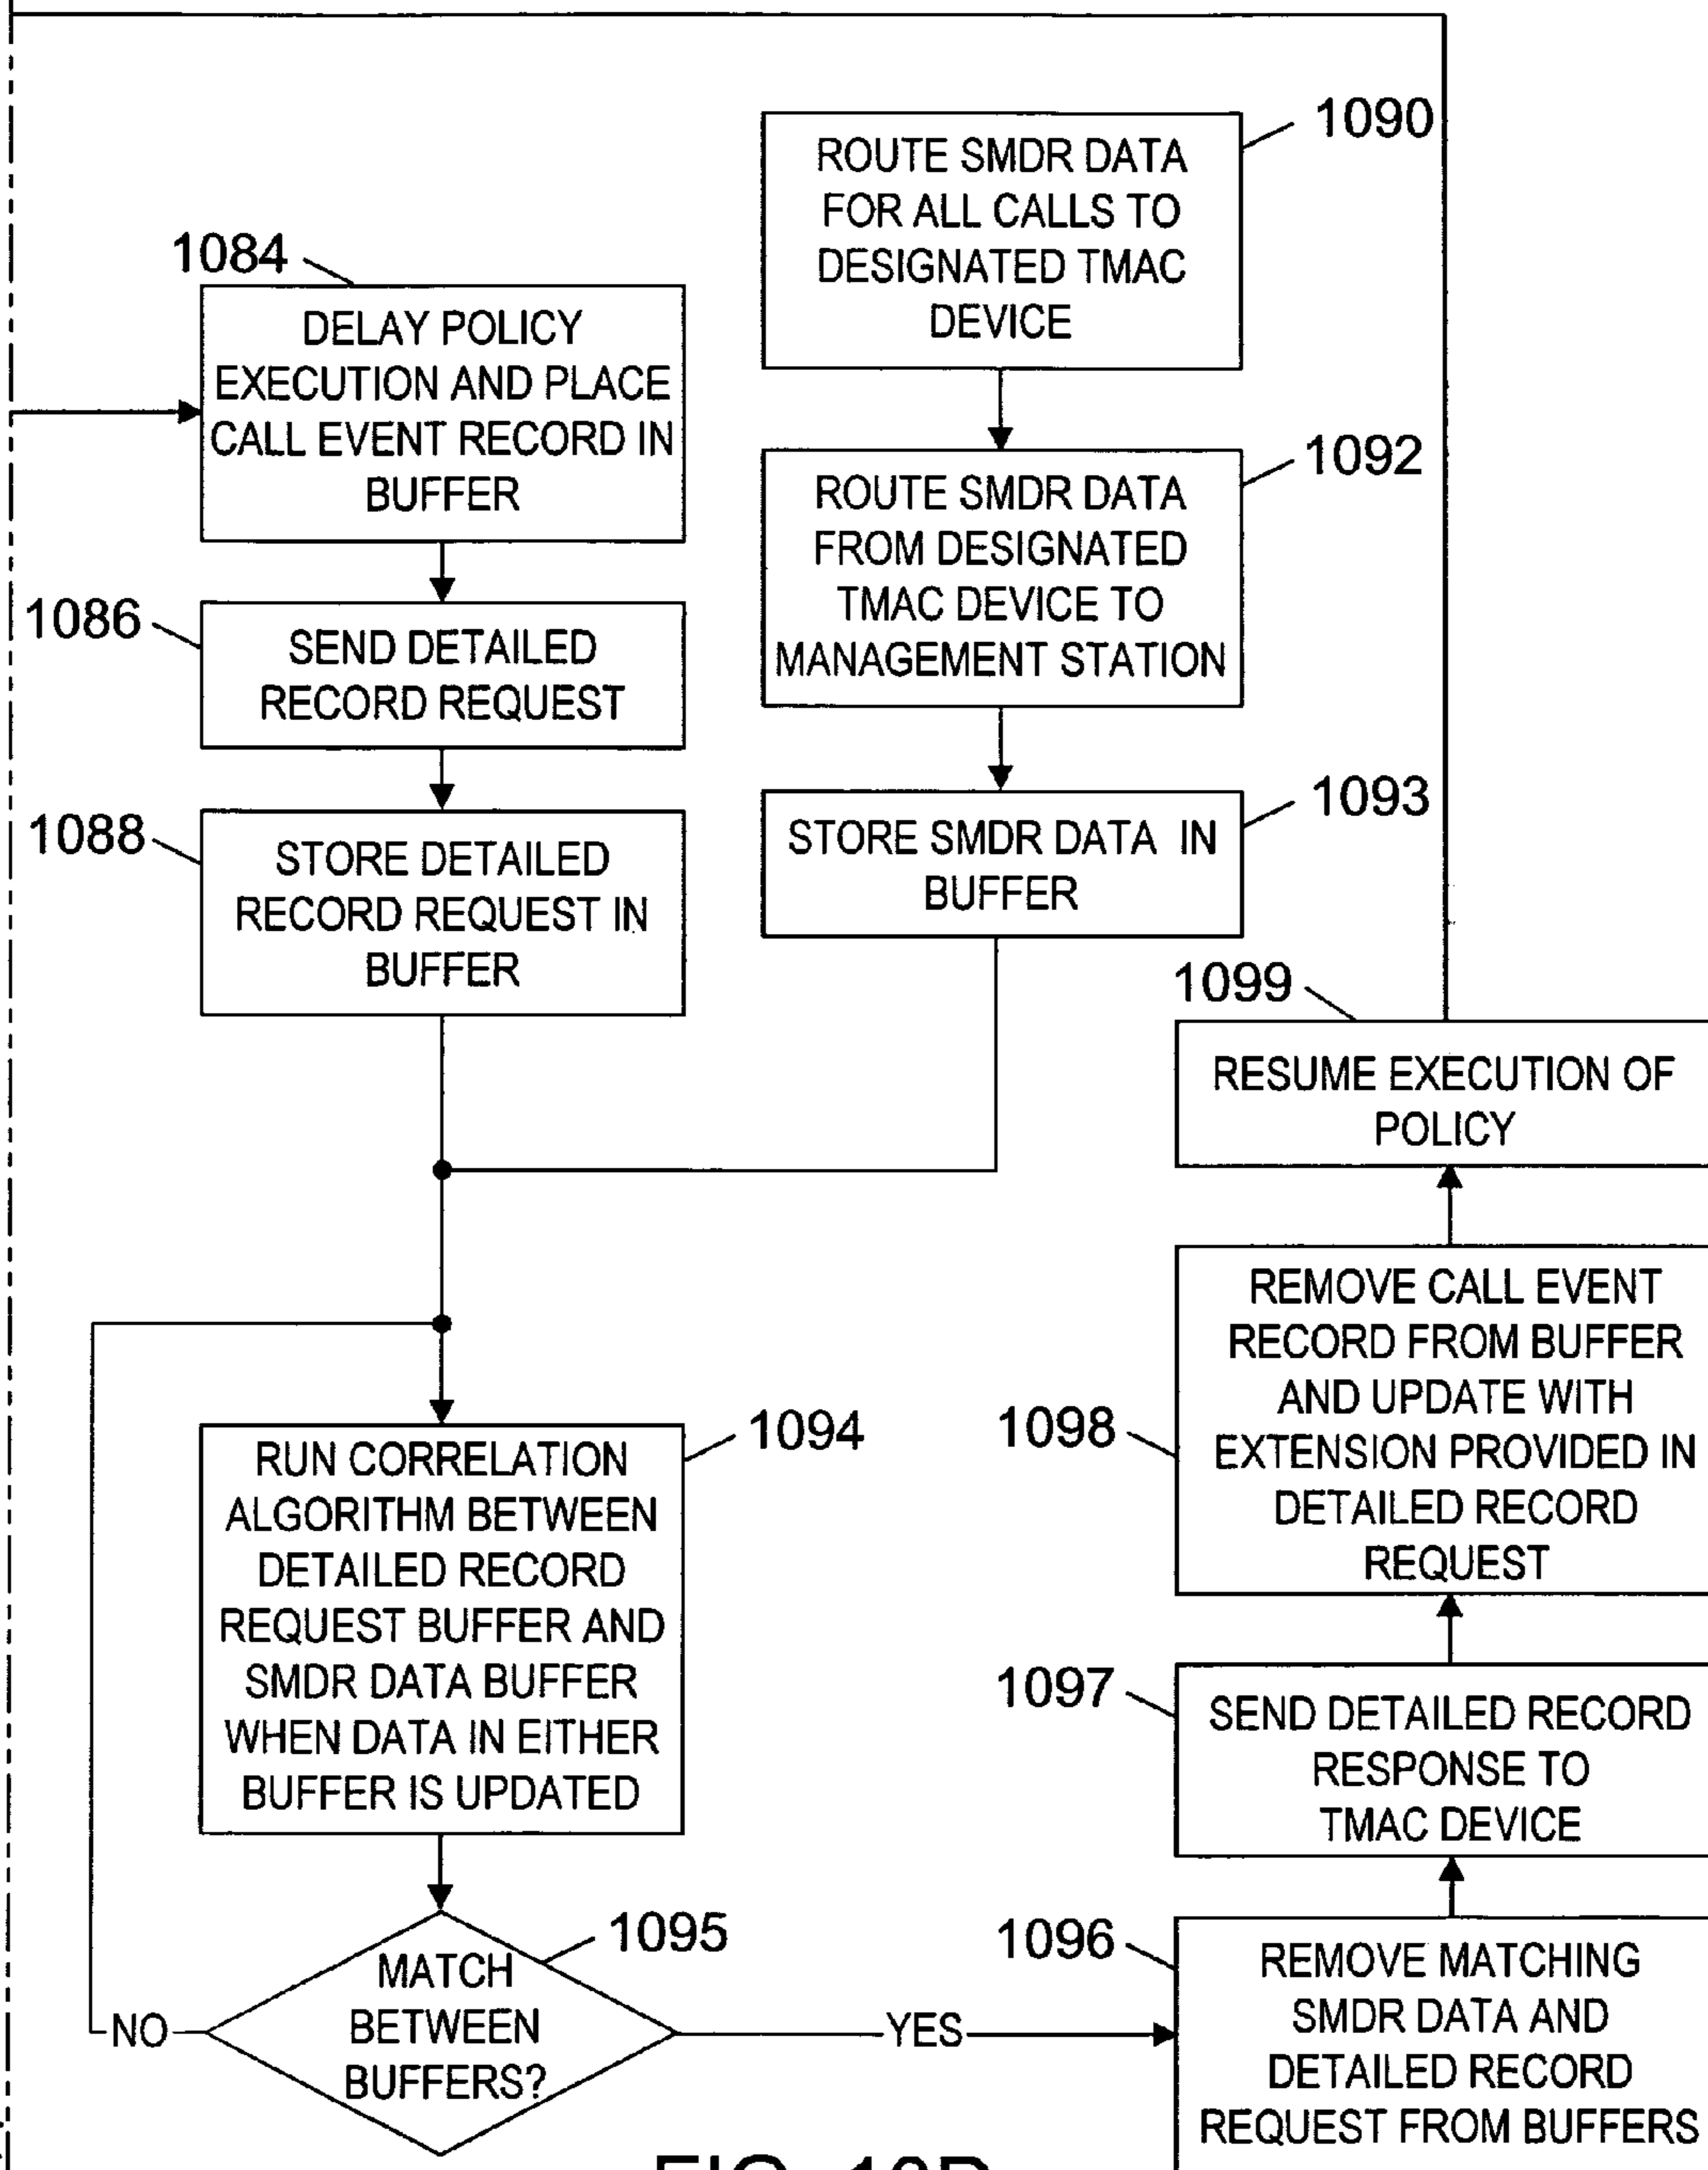 1090
ROUTE SMDR DATA
FOR ALL CALLS TO
DESIGNATED TMAC
DEVICE
1084
DELAY POLICY
EXECUTION AND PLACE
CALL EVENT RECORD IN
BUFFER
1092
ROUTE SMDR DATA
FROM DESIGNATED
TMAC DEVICE TO
MANAGEMENT STATION
1086
SEND DETAILED
RECORD REQUEST
1093
STORE SMDR DATA IN
BUFFER
1088
STORE DETAILED
RECORD REQUEST IN
BUFFER
1099
RESUME EXECUTION OF
POLICY
1098
REMOVE CALL EVENT
RECORD FROM BUFFER
AND UPDATE WITH
EXTENSION PROVIDED IN
DETAILED RECORD
REQUEST
1094
RUN CORRELATION
ALGORITHM BETWEEN
DETAILED RECORD
REQUEST BUFFER AND
SMDR DATA BUFFER
WHEN DATA IN EITHER
BUFFER IS UPDATED
1097
SEND DETAILED RECORD
RESPONSE TO
TMAC DEVICE
1095
MATCH
BETWEEN
BUFFERS?
NO
YES
1096
REMOVE MATCHING
SMDR DATA AND
DETAILED RECORD
REQUEST FROM BUFFERS